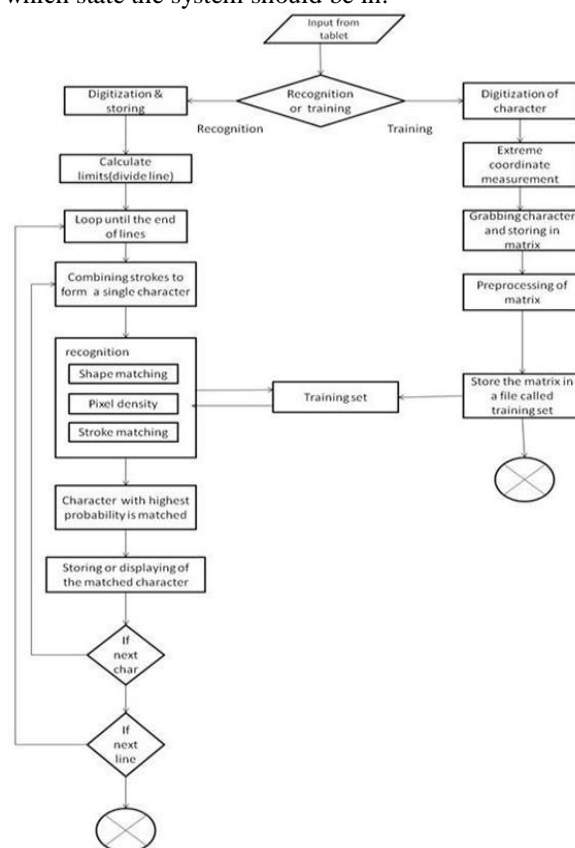 which state the system should be in.
Input from
tablet
Recognition
or training
Recognition
Training
Digitization &
storing
Calculate
limits(divide line)
Loop until the end
of lines
Combining strokes to
form a single character
recognition
Shape matching
Pixel density
Stroke matching
Character with highest
probability is matched
Storing or displaying of
the matched character
If
next
char
If
next
line
Training set
Digitization of
character
Extreme
coordinate
measurement
Grabbing character
and storing in
matrix
Preprocessing of
matrix
Store the matrix in
a file called
training set